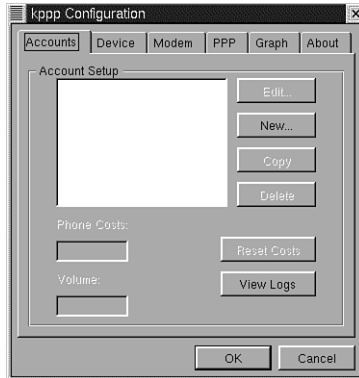 kppp Configuration
Accounts Device Modem PPP Graph About
Account Setup
Edit...
New...
Copy
Delete
Phone Costs:
Reset Costs
Volume:
View Logs
OK Cancel